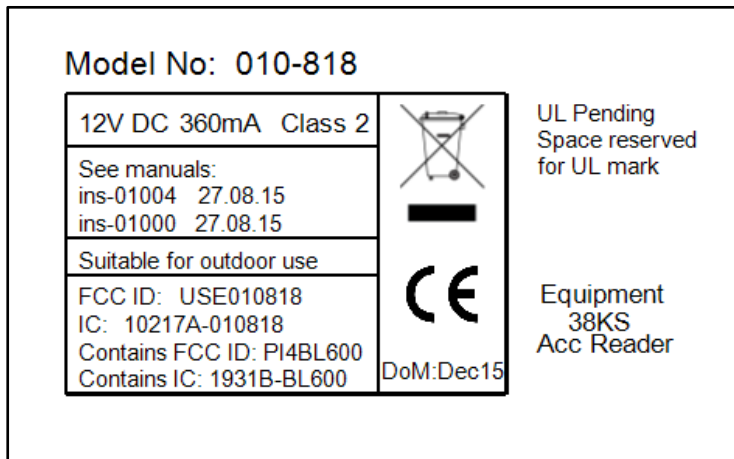 Model No: 010-818
12V DC 360mA Class 2
See manuals:
ins-01004 27.08.15
ins-01000 27.08.15
Suitable for outdoor use
FCC ID: USE010818
IC: 10217A-010818
Contains FCC ID: PI4BL600
Contains IC: 1931B-BL600
CE
DoM:Dec15
UL Pending
Space reserved
for UL mark
Equipment
38KS
Acc Reader